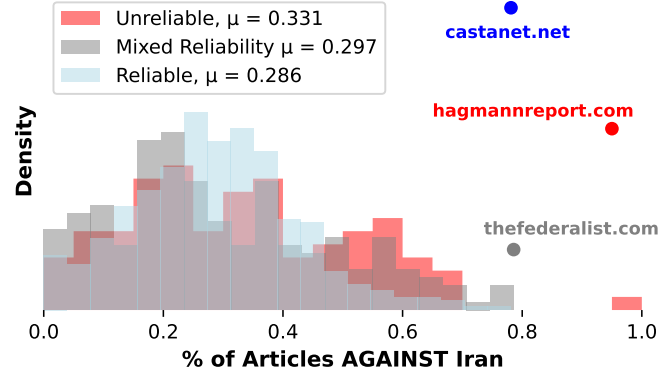 Unreliable, μ = 0.331
Mixed Reliability μ = 0.297
Reliable, μ = 0.286
castanet.net
hagmannreport.com
thefederalist.com
Density
0.0 0.2 0.4 0.6 0.8 1.0
% of Articles AGAINST Iran